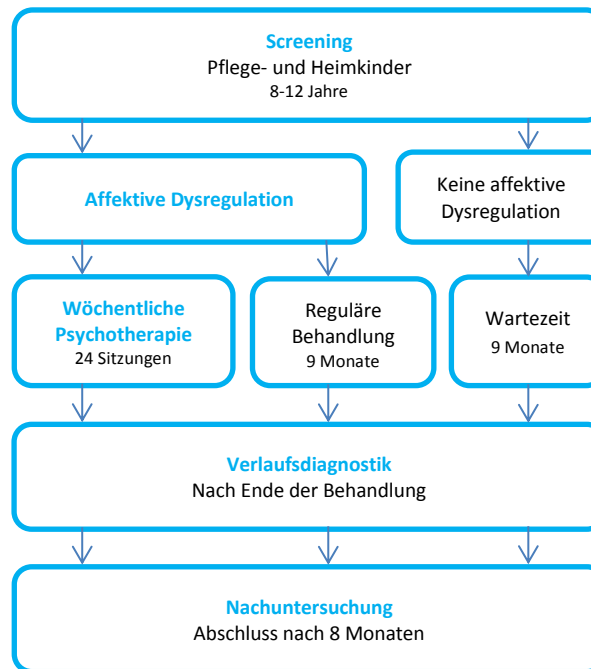 Screening
Pflege- und Heimkinder
8-12 Jahre
Affektive Dysregulation
Keine affektive
Dysregulation
Wöchentliche
Psychotherapie
24 Sitzungen
Reguläre
Behandlung
9 Monate
Wartezeit
9 Monate
Verlaufsdiagnostik
Nach Ende der Behandlung
Nachuntersuchung
Abschluss nach 8 Monaten